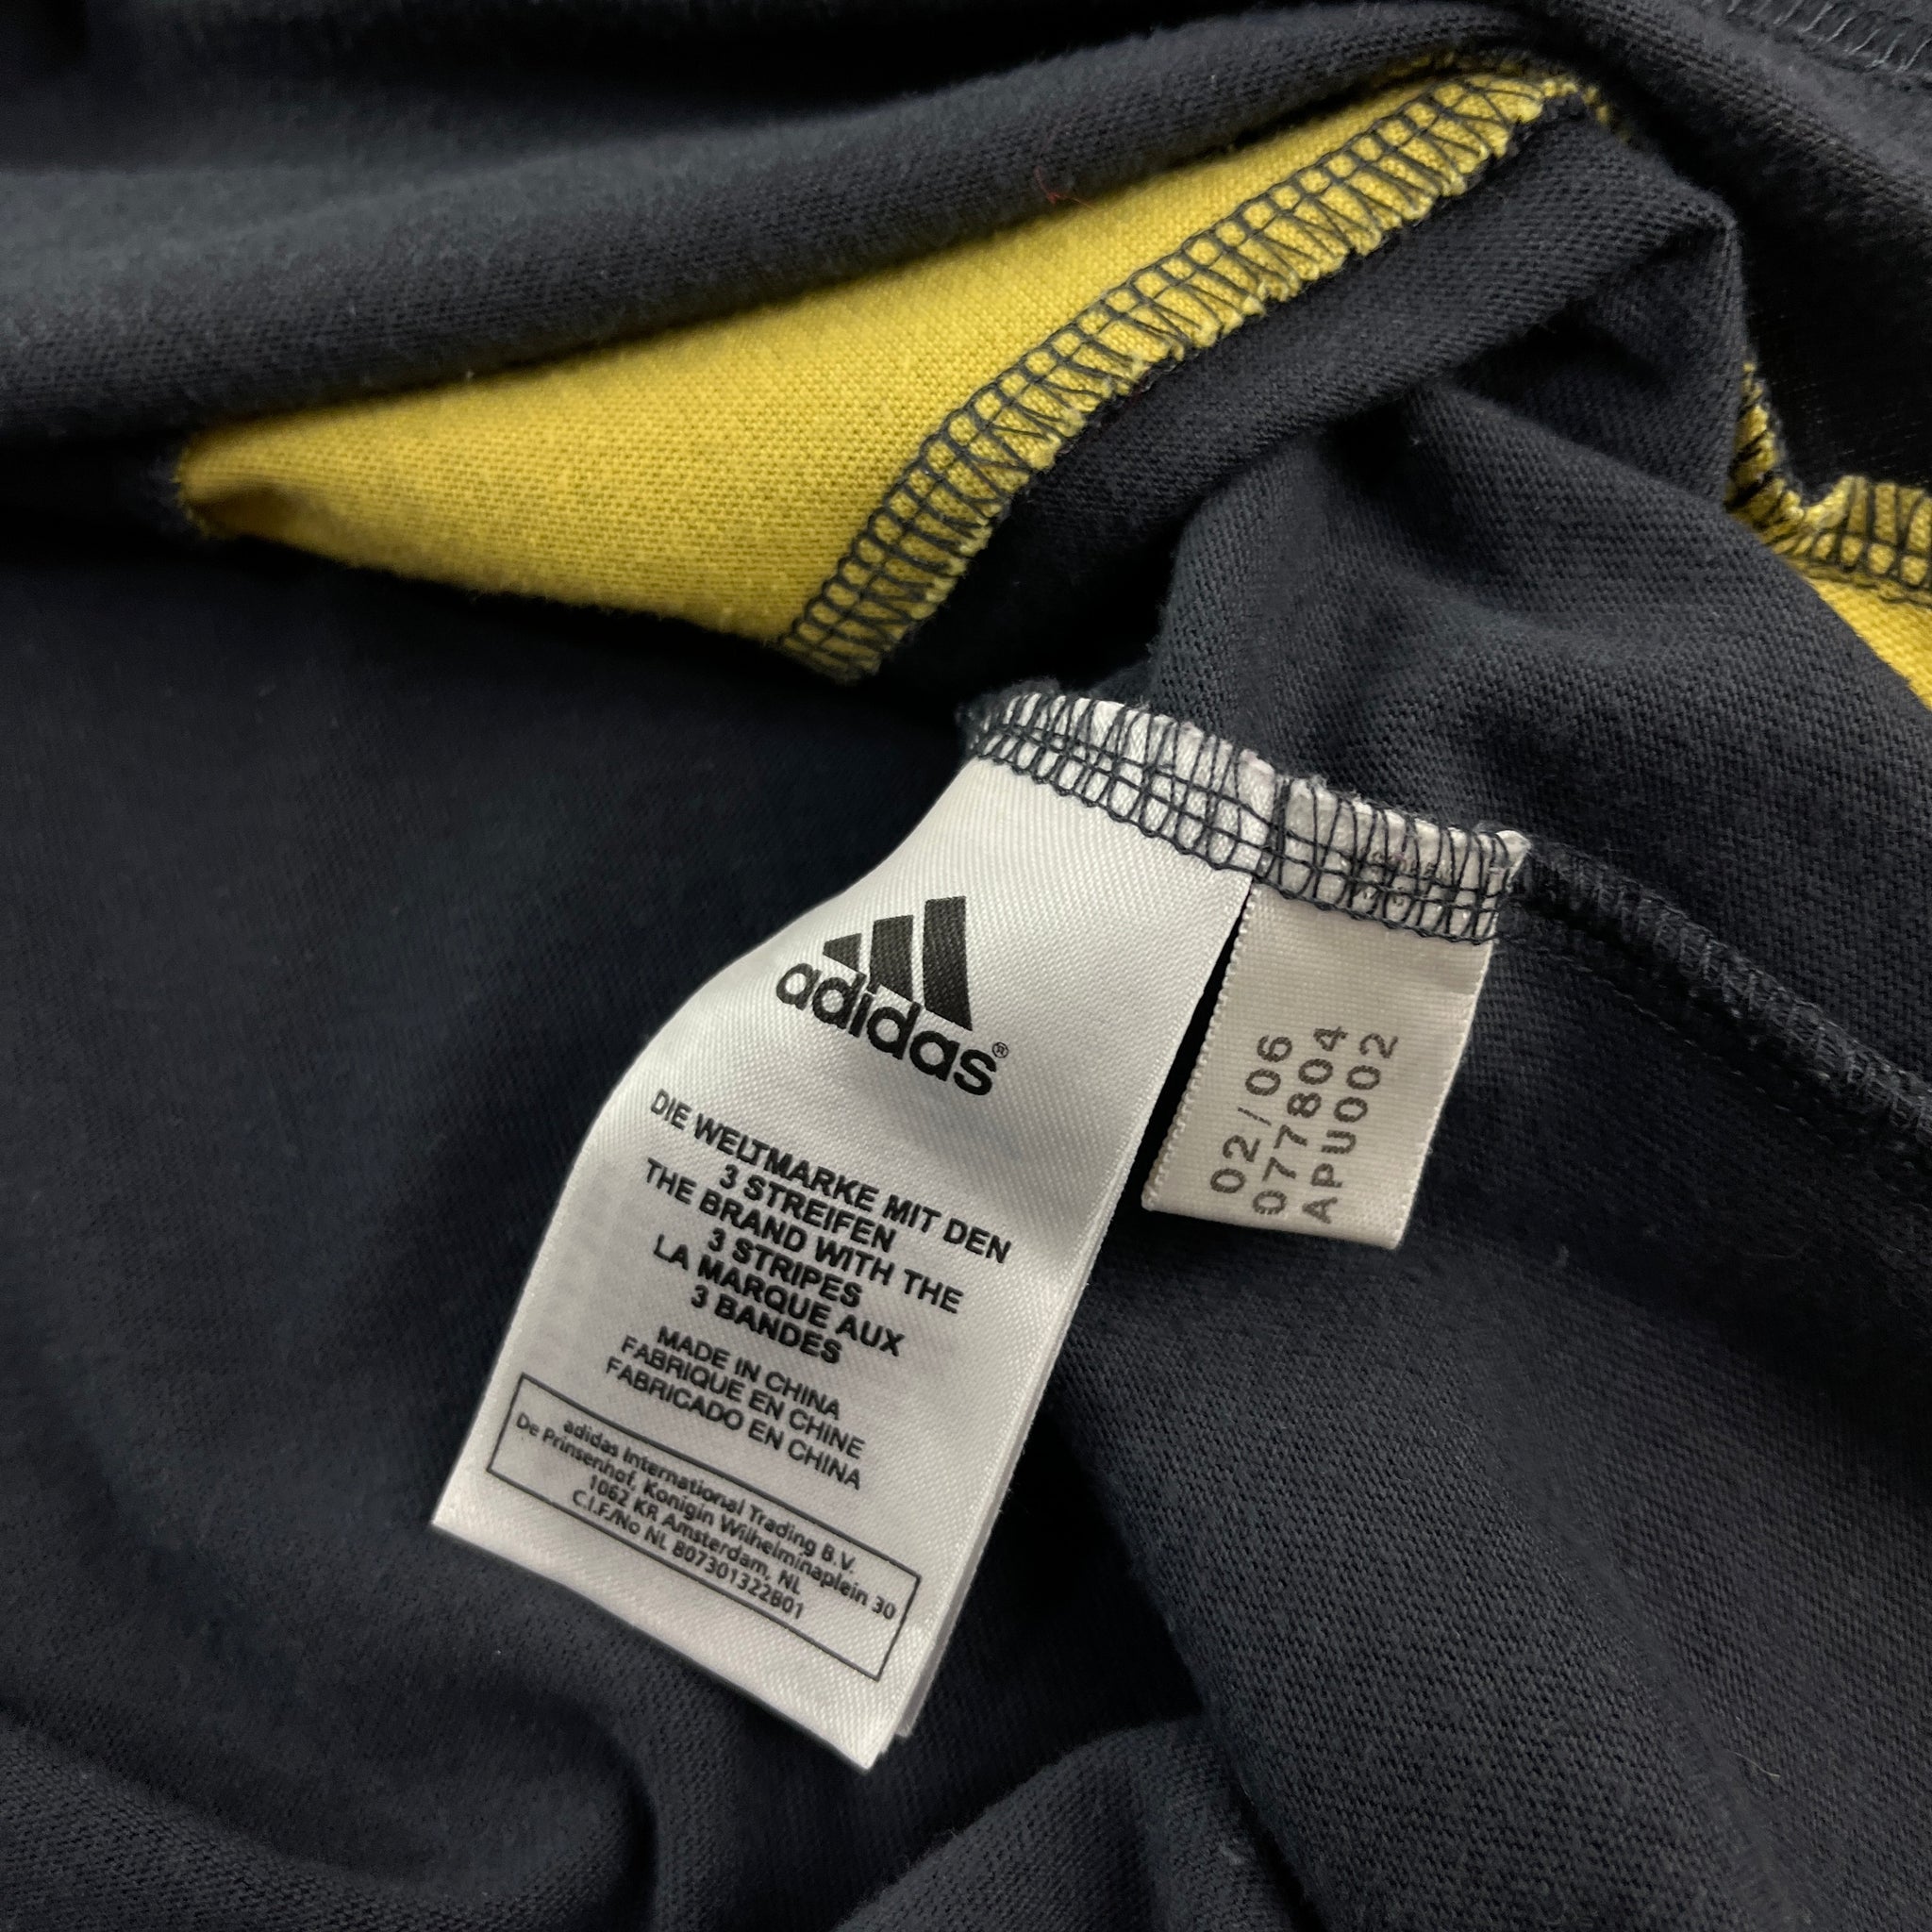 adidas®
DIE WELTMARKE MIT DEN
3 STREIFEN
THE BRAND WITH THE
3 STRIPES
LA MARQUE AUX
3 BANDES
MADE IN CHINA
FABRIQUE EN CHINE
FABRICADO EN CHINA
adidas International Trading B.V.
De Prinsenhof, Konigin Wilhelminaplein 30
1062 KR Amsterdam, NL
C.I.F./No NL 807301322B01
02/06
077804
APU002